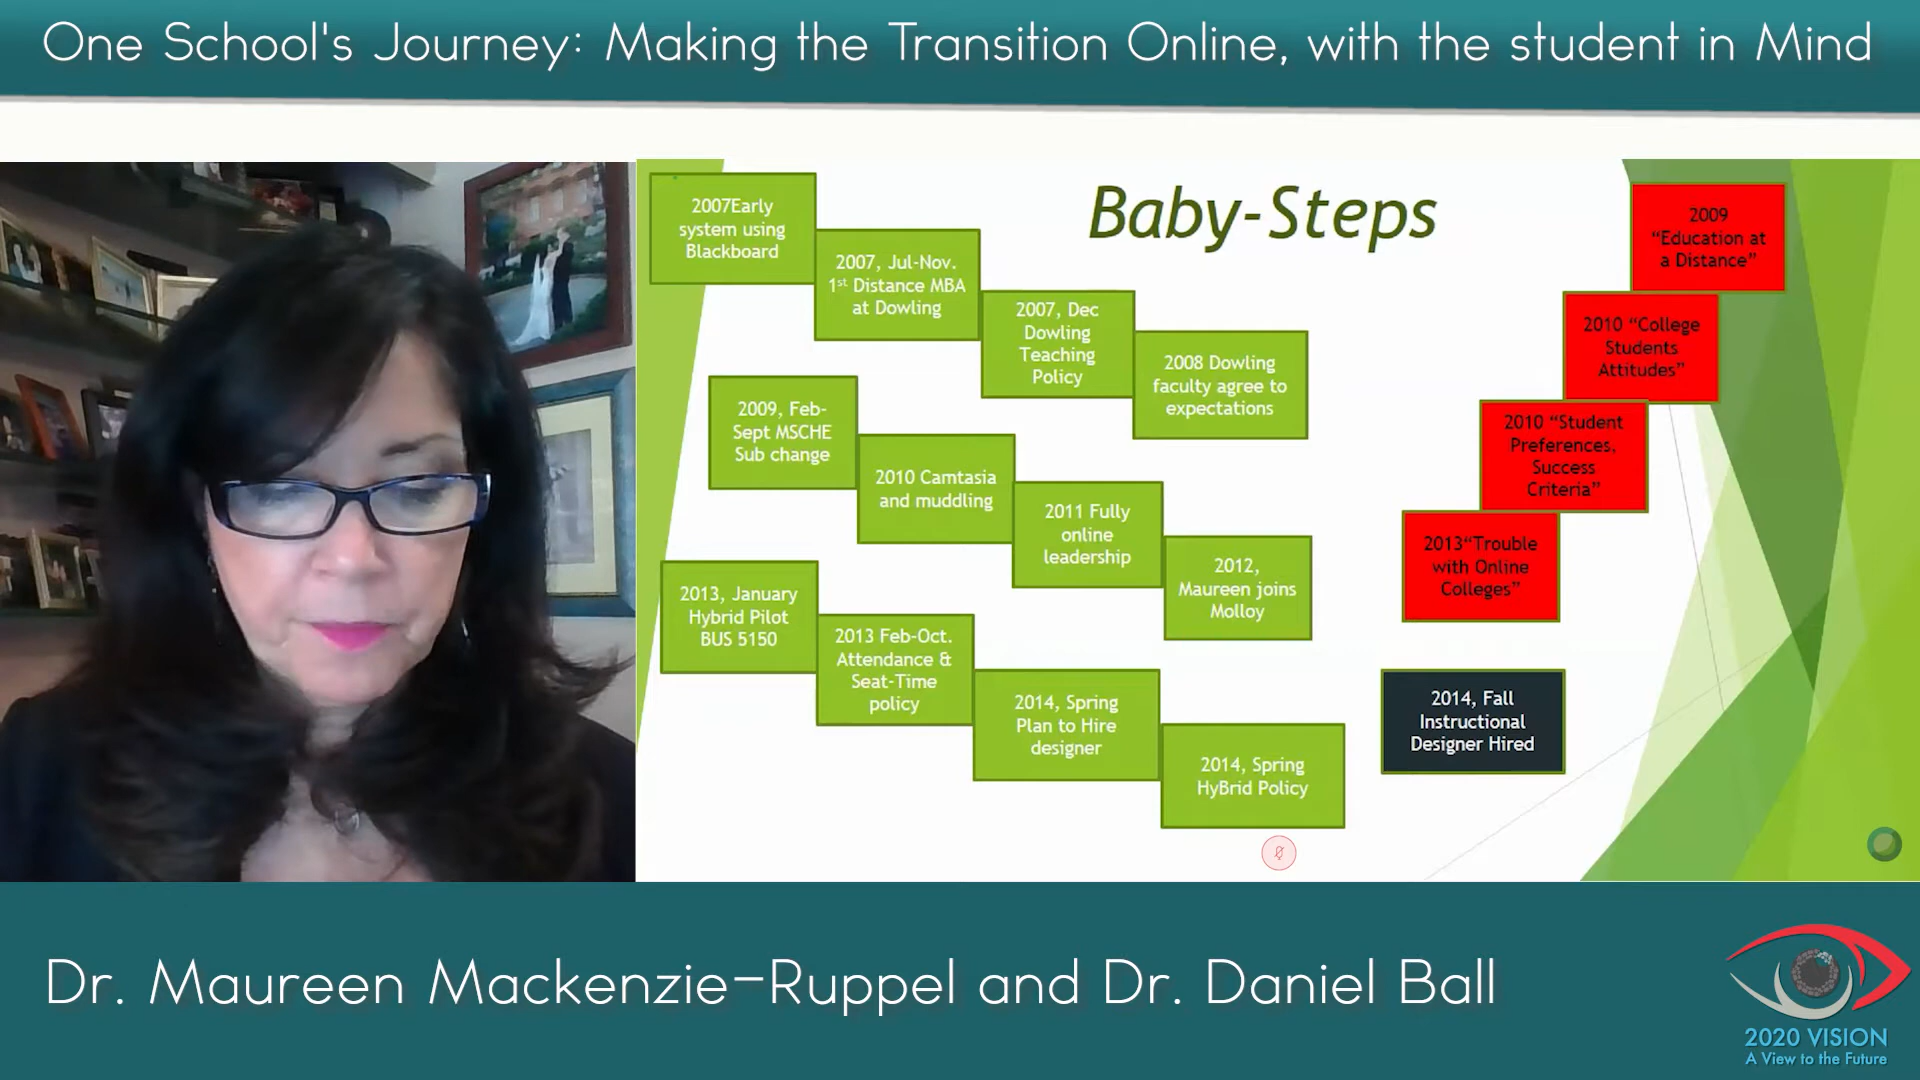 One School's Journey: Making the Transition Online, with the student in Mind
Baby-Steps
2007Early
system using
Blackboard
2007, Jul-Nov.
1st Distance MBA
at Dowling
2007, Dec
Dowling
Teaching
Policy
2008 Dowling
faculty agree to
expectations
2009, Feb-
Sept MSCHE
Sub change
2010 Camtasia
and muddling
2011 Fully
online
leadership
2012,
Maureen joins
Molloy
2013, January
Hybrid Pilot
BUS 5150
2013 Feb-Oct.
Attendance &
Seat-Time
policy
2014, Spring
Plan to Hire
designer
2014, Spring
HyBrid Policy
2009
“Education at
a Distance”
2010 “College
Students
Attitudes”
2010 “Student
Preferences,
Success
Criteria”
2013“Trouble
with Online
Colleges”
2014, Fall
Instructional
Designer Hired
Dr. Maureen Mackenzie-Ruppel and Dr. Daniel Ball
2020 VISION
A View to the Future